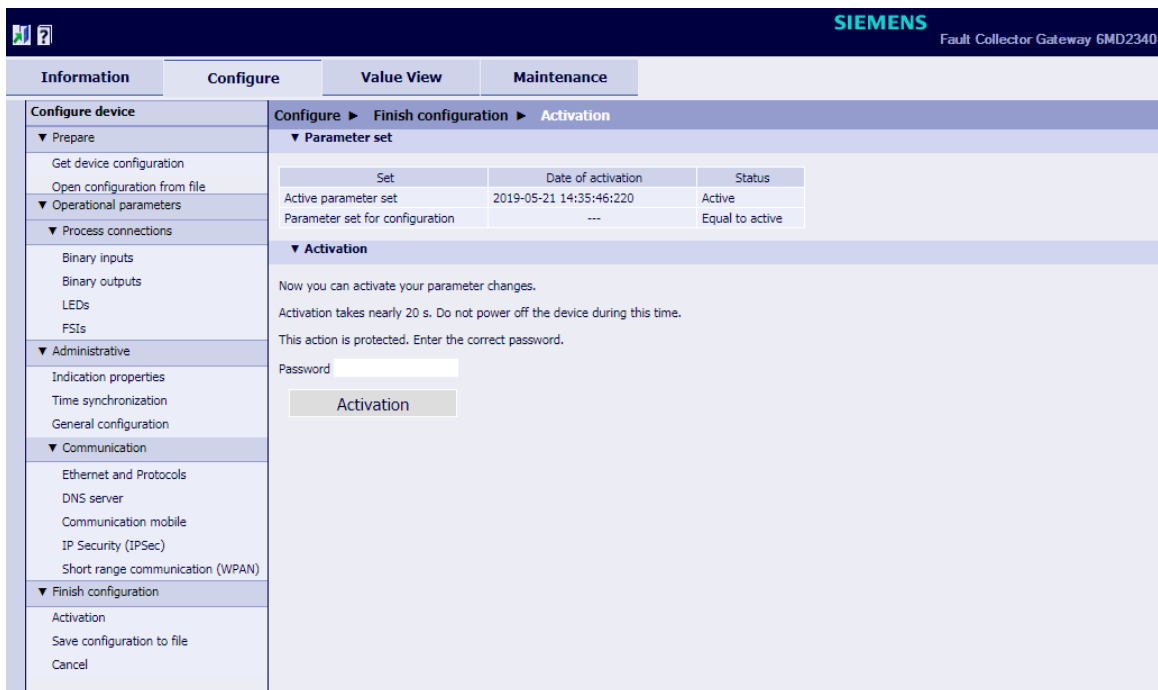 SIEMENS
Fault Collector Gateway 6MD2340
Information Configure Value View Maintenance
Configure device
▼ Prepare
Get device configuration
Open configuration from file
▼ Operational parameters
▼ Process connections
Binary inputs
Binary outputs
LEDs
FSIs
▼ Administrative
Indication properties
Time synchronization
General configuration
▼ Communication
Ethernet and Protocols
DNS server
Communication mobile
IP Security (IPSec)
Short range communication (WPAN)
▼ Finish configuration
Activation
Save configuration to file
Cancel
Configure ► Finish configuration ► Activation
▼ Parameter set
Set Date of activation Status
Active parameter set 2019-05-21 14:35:46:220 Active
Parameter set for configuration --- Equal to active
▼ Activation
Now you can activate your parameter changes.
Activation takes nearly 20 s. Do not power off the device during this time.
This action is protected. Enter the correct password.
Password
Activation